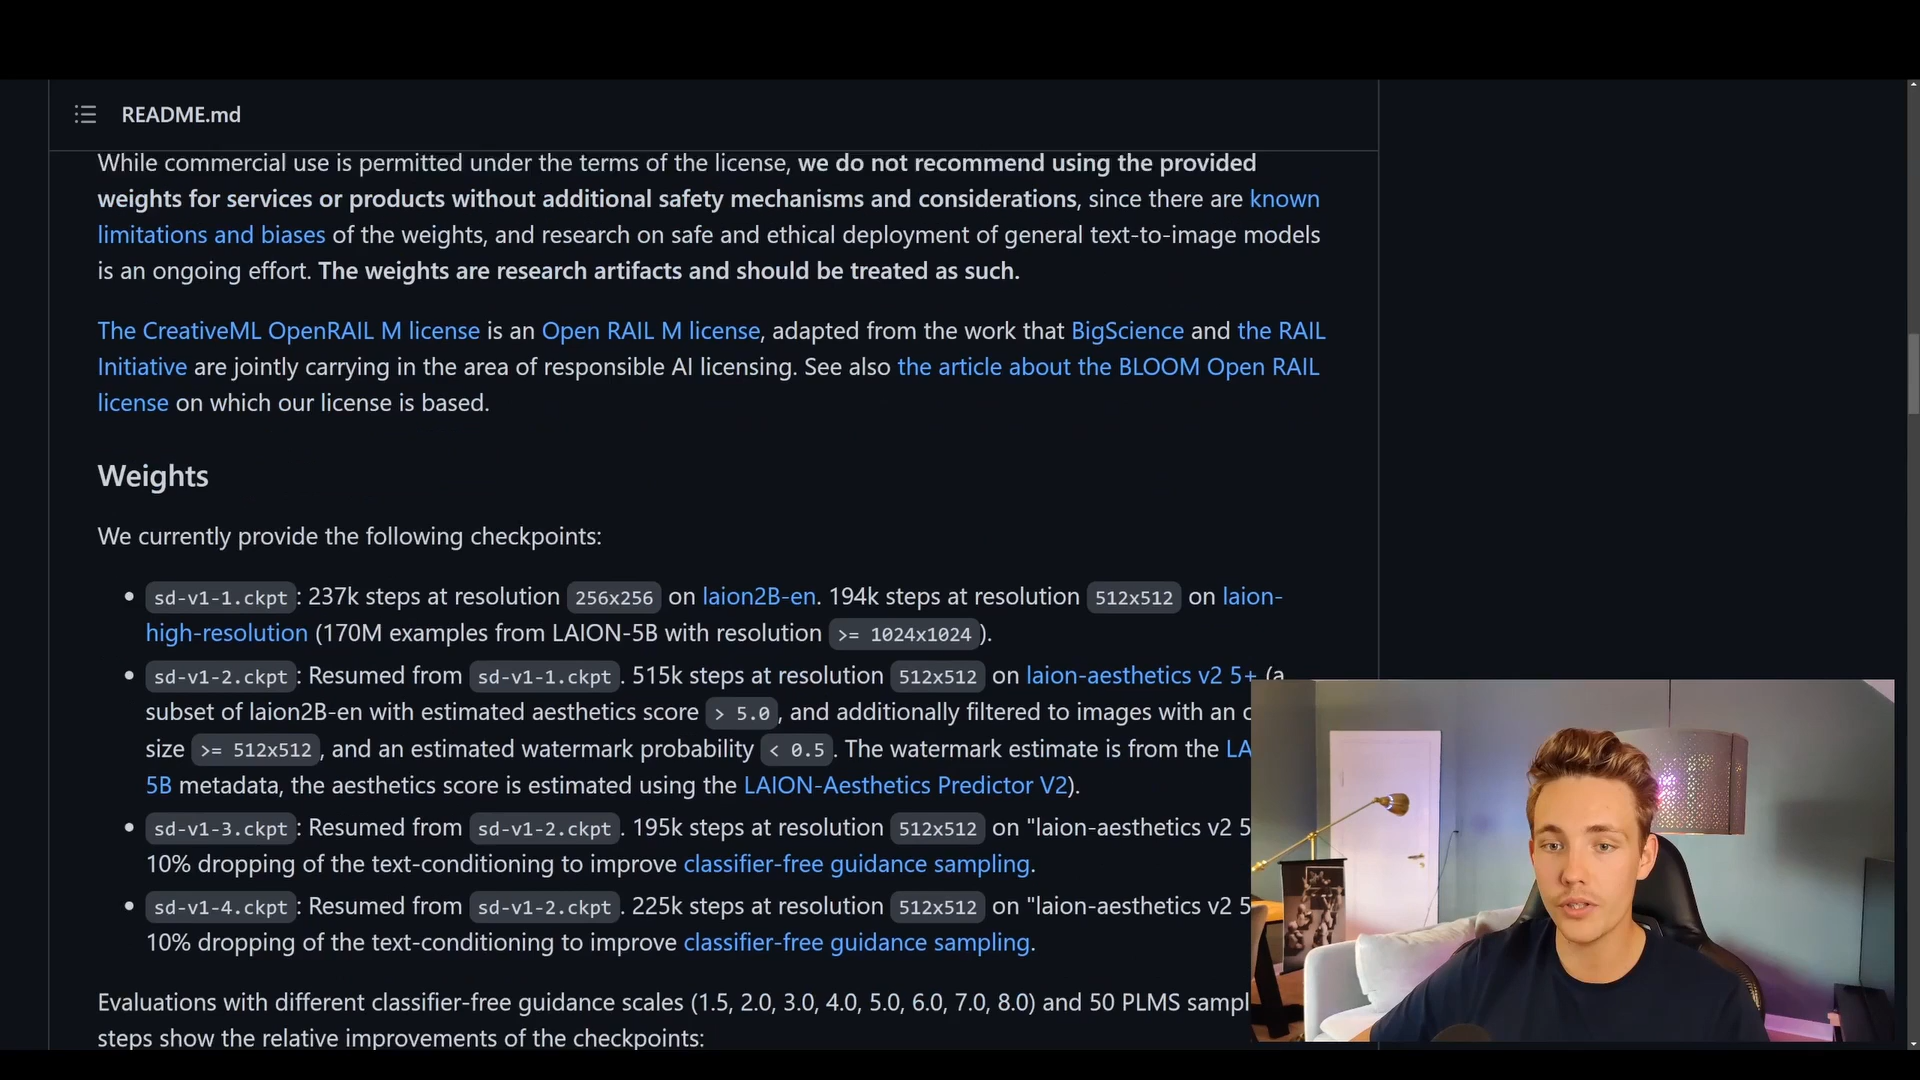 README.md
While commercial use is permitted under the terms of the license, we do not recommend using the provided
weights for services or products without additional safety mechanisms and considerations, since there are known
limitations and biases of the weights, and research on safe and ethical deployment of general text-to-image models
is an ongoing effort. The weights are research artifacts and should be treated as such.
The CreativeML OpenRAIL M license is an Open RAIL M license, adapted from the work that BigScience and the RAIL
Initiative are jointly carrying in the area of responsible AI licensing. See also the article about the BLOOM Open RAIL
license on which our license is based.
Weights
We currently provide the following checkpoints:
• sd-v1-1.ckpt: 237k steps at resolution 256x256 on laion2B-en. 194k steps at resolution 512x512 on laion-
high-resolution (170M examples from LAION-5B with resolution >= 1024x1024).
• sd-v1-2.ckpt: Resumed from sd-v1-1.ckpt. 515k steps at resolution 512x512 on laion-aesthetics v2 5+ (a
subset of laion2B-en with estimated aesthetics score > 5.0, and additionally filtered to images with an
size >= 512x512, and an estimated watermark probability < 0.5. The watermark estimate is from the
5B metadata, the aesthetics score is estimated using the LAION-Aesthetics Predictor V2).
• sd-v1-3.ckpt: Resumed from sd-v1-2.ckpt. 195k steps at resolution 512x512 on "laion-aesthetics v2 5
10% dropping of the text-conditioning to improve classifier-free guidance sampling.
• sd-v1-4.ckpt: Resumed from sd-v1-2.ckpt. 225k steps at resolution 512x512 on "laion-aesthetics v2 5
10% dropping of the text-conditioning to improve classifier-free guidance sampling.
Evaluations with different classifier-free guidance scales (1.5, 2.0, 3.0, 4.0, 5.0, 6.0, 7.0, 8.0) and 50 PLMS sampl
steps show the relative improvements of the checkpoints: